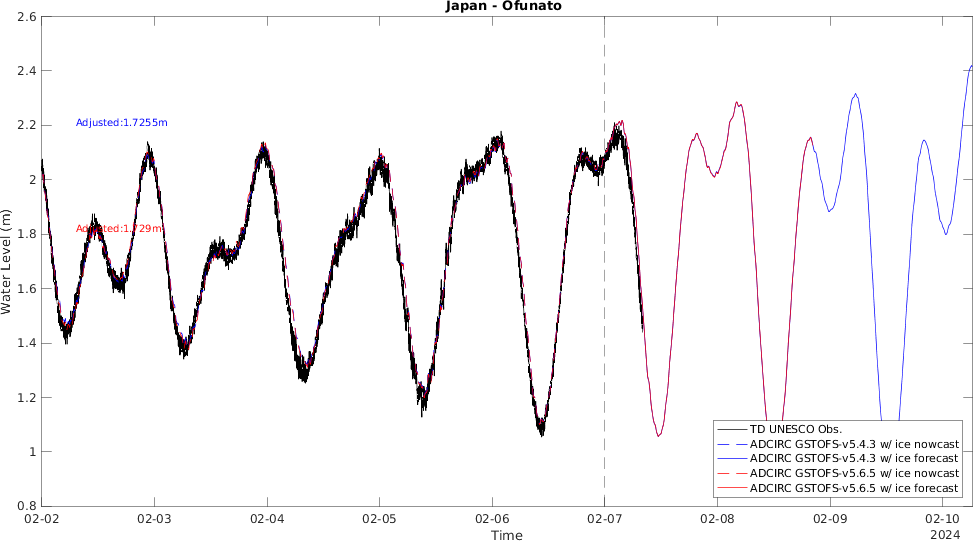 Japan - Ofunato
2.6
2.4
2.2
2
1.8
1.6
1.4
1.2
1
0.8
Water Level (m)
Adjusted:1.7255m
Adjusted:1.729m
TD UNESCO Obs.
ADCIRC GSTOFS-v5.4.3 w/ ice nowcast
ADCIRC GSTOFS-v5.4.3 w/ ice forecast
ADCIRC GSTOFS-v5.6.5 w/ ice nowcast
ADCIRC GSTOFS-v5.6.5 w/ ice forecast
02-02 02-03 02-04 02-05 02-06 02-07 02-08 02-09 02-10
Time
2024